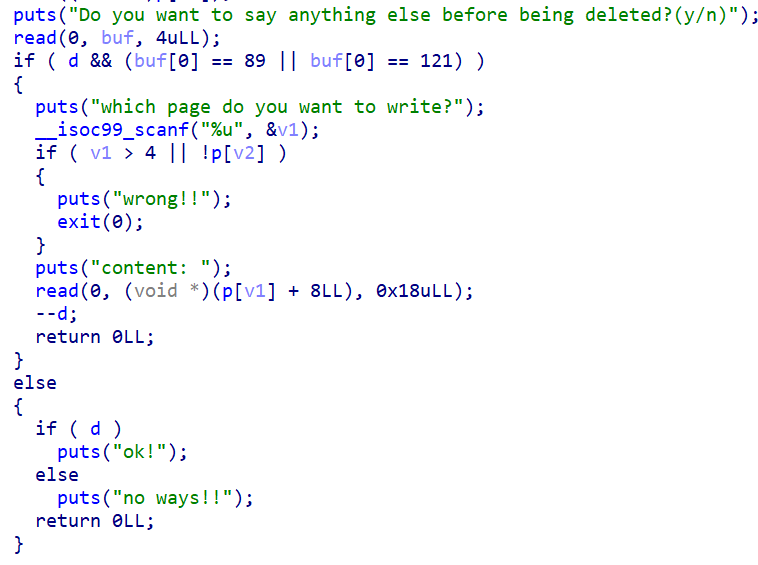 puts("Do you want to say anything else before being deleted?(y/n)");
read(0, buf, 4uLL);
if ( d && (buf[0] == 89 || buf[0] == 121) )
{
puts("which page do you want to write?");
__isoc99_scanf("%u", &v1);
if ( v1 > 4 || !p[v2] )
{
puts("wrong!!");
exit(0);
}
puts("content: ");
read(0, (void *)(p[v1] + 8LL), 0x18uLL);
--d;
return 0LL;
}
else
{
if ( d )
puts("ok!");
else
puts("no ways!!");
return 0LL;
}